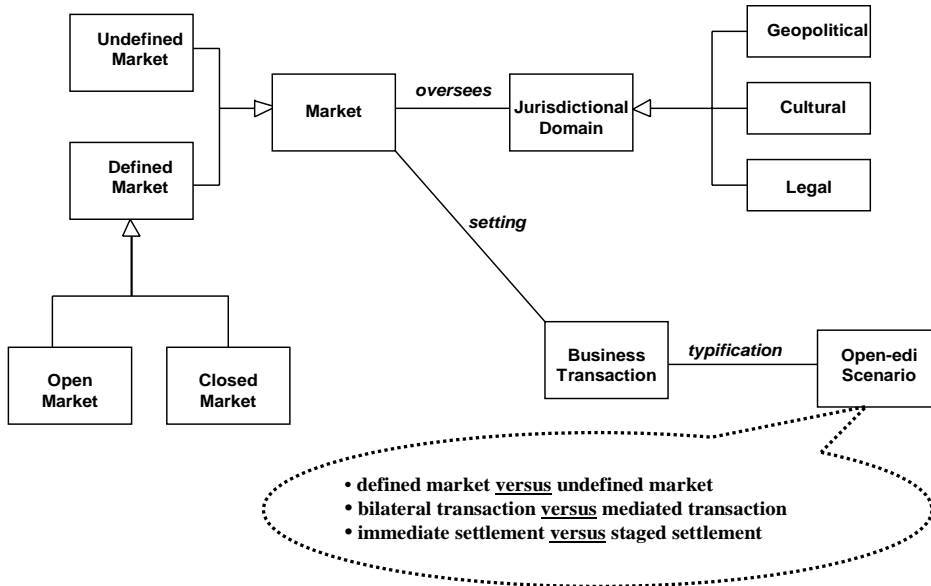 Undefined
Market
Defined
Market
Open
Market
Closed
Market
Market
oversees
Jurisdictional
Domain
Geopolitical
Cultural
Legal
setting
Business
Transaction
typification
Open-edi
Scenario
• defined market versus undefined market
• bilateral transaction versus mediated transaction
• immediate settlement versus staged settlement